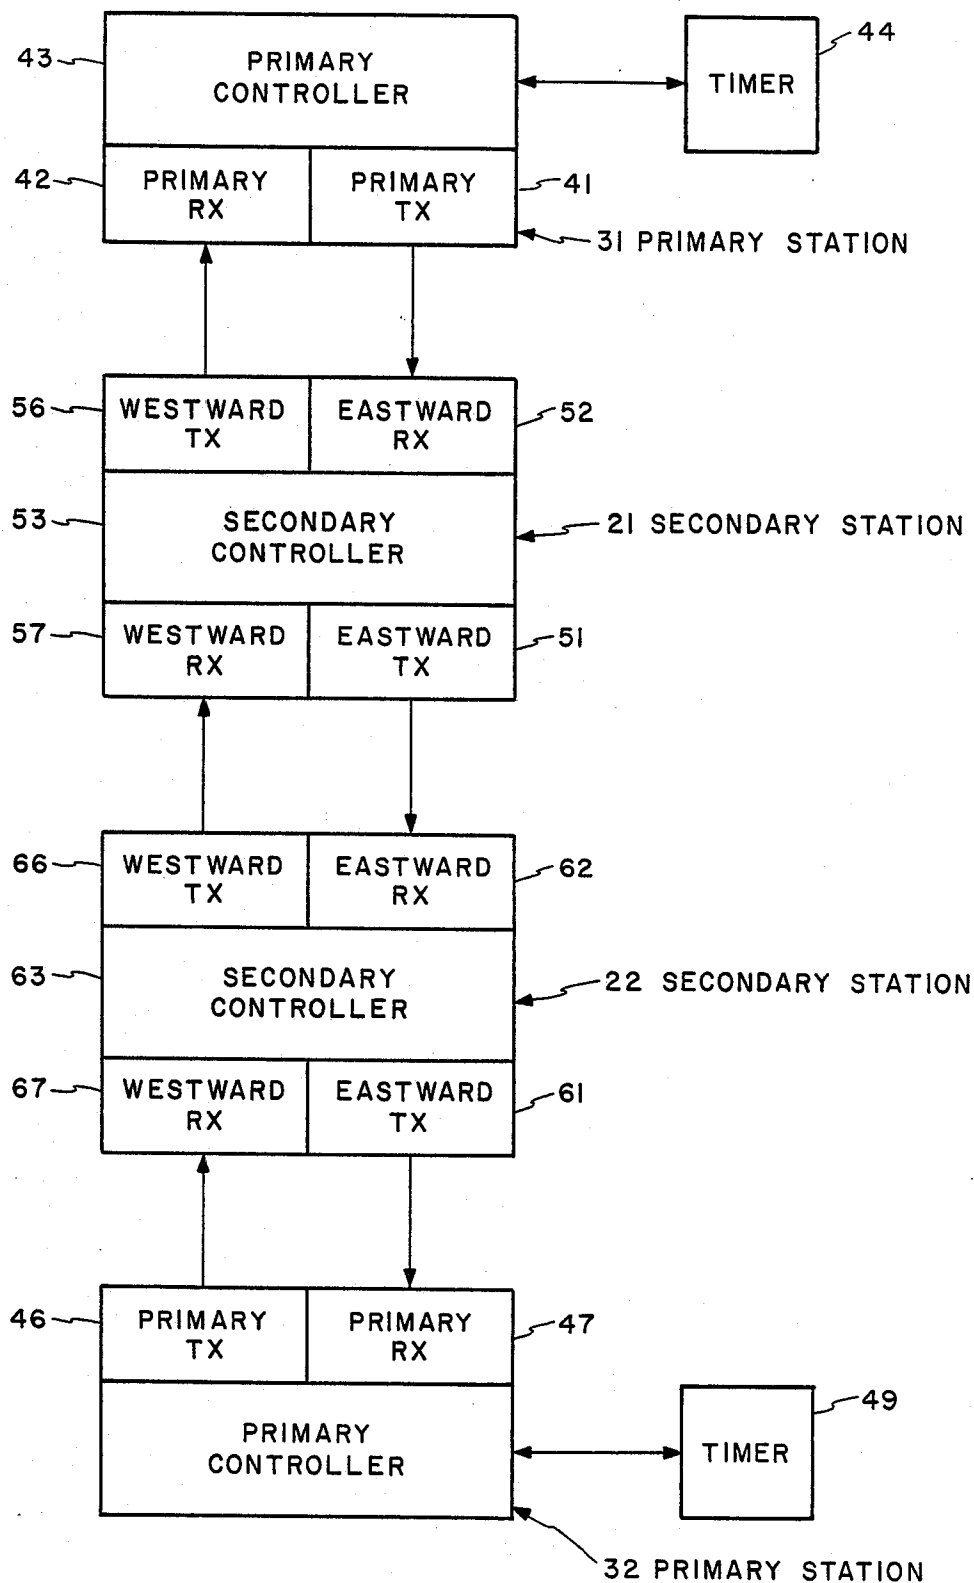 43
PRIMARY
CONTROLLER
TIMER
44
42
PRIMARY
RX
PRIMARY
TX
41
31 PRIMARY STATION
56
WESTWARD
TX
EASTWARD
RX
52
53
SECONDARY
CONTROLLER
21 SECONDARY STATION
57
WESTWARD
RX
EASTWARD
TX
51
66
WESTWARD
TX
EASTWARD
RX
62
63
SECONDARY
CONTROLLER
22 SECONDARY STATION
67
WESTWARD
RX
EASTWARD
TX
61
46
PRIMARY
TX
PRIMARY
RX
47
PRIMARY
CONTROLLER
TIMER
49
32 PRIMARY STATION